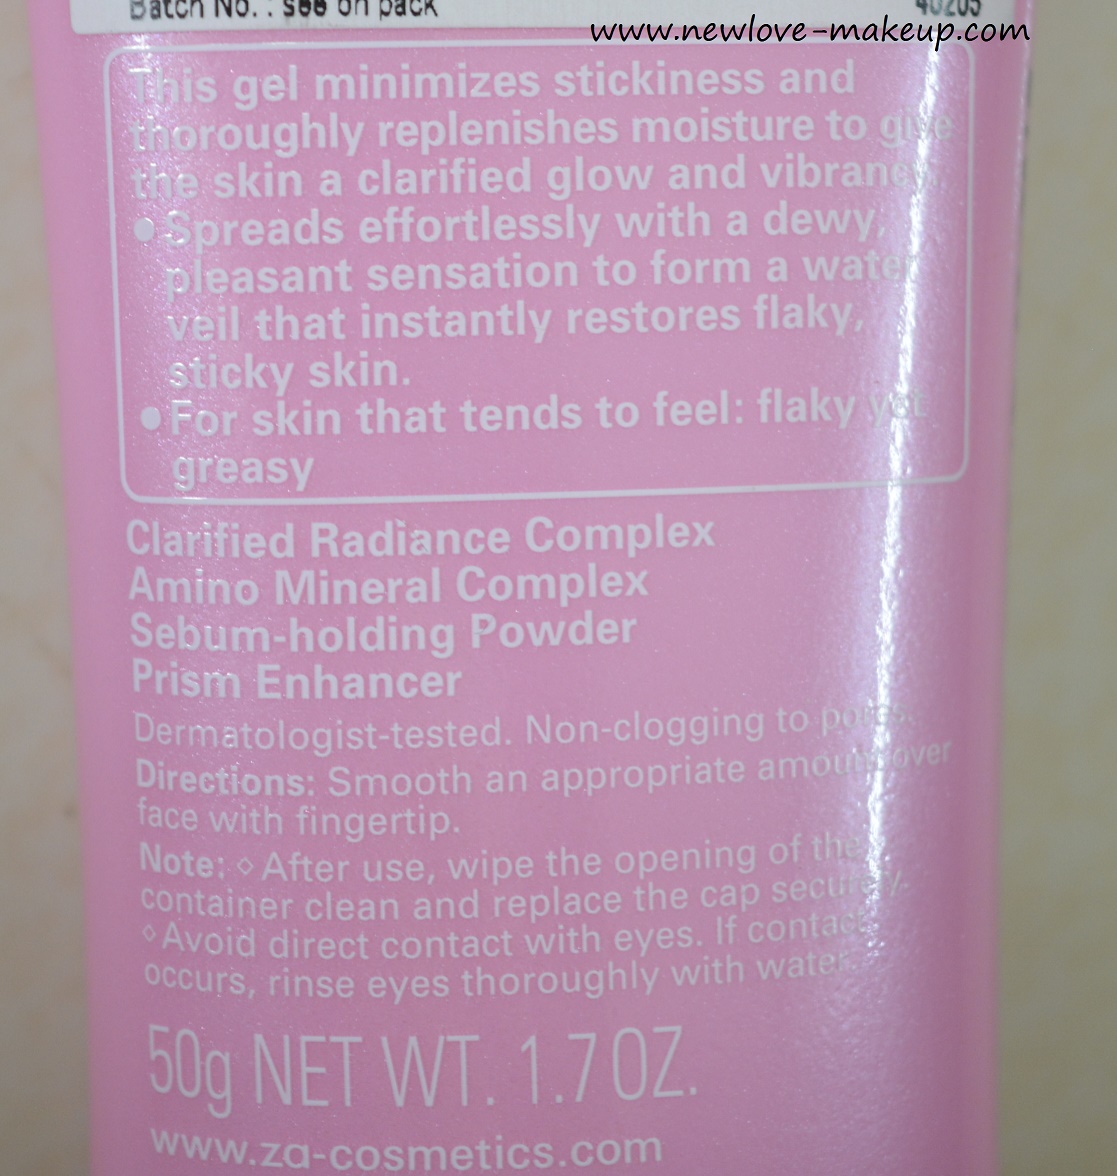 Batch No. : see on pack
40205
www.newlove-makeup.com
This gel minimizes stickiness and
thoroughly replenishes moisture to give
the skin a clarified glow and vibrancy.
• Spreads effortlessly with a dewy,
pleasant sensation to form a water
veil that instantly restores flaky,
sticky skin.
• For skin that tends to feel: flaky yet
greasy
Clarified Radiance Complex
Amino Mineral Complex
Sebum-holding Powder
Prism Enhancer
Dermatologist-tested. Non-clogging to pores.
Directions: Smooth an appropriate amount over
face with fingertip.
Note: ◇ After use, wipe the opening of the
container clean and replace the cap securely.
◇ Avoid direct contact with eyes. If contact
occurs, rinse eyes thoroughly with water.
50g NET WT. 1.7 OZ.
www.za-cosmetics.com